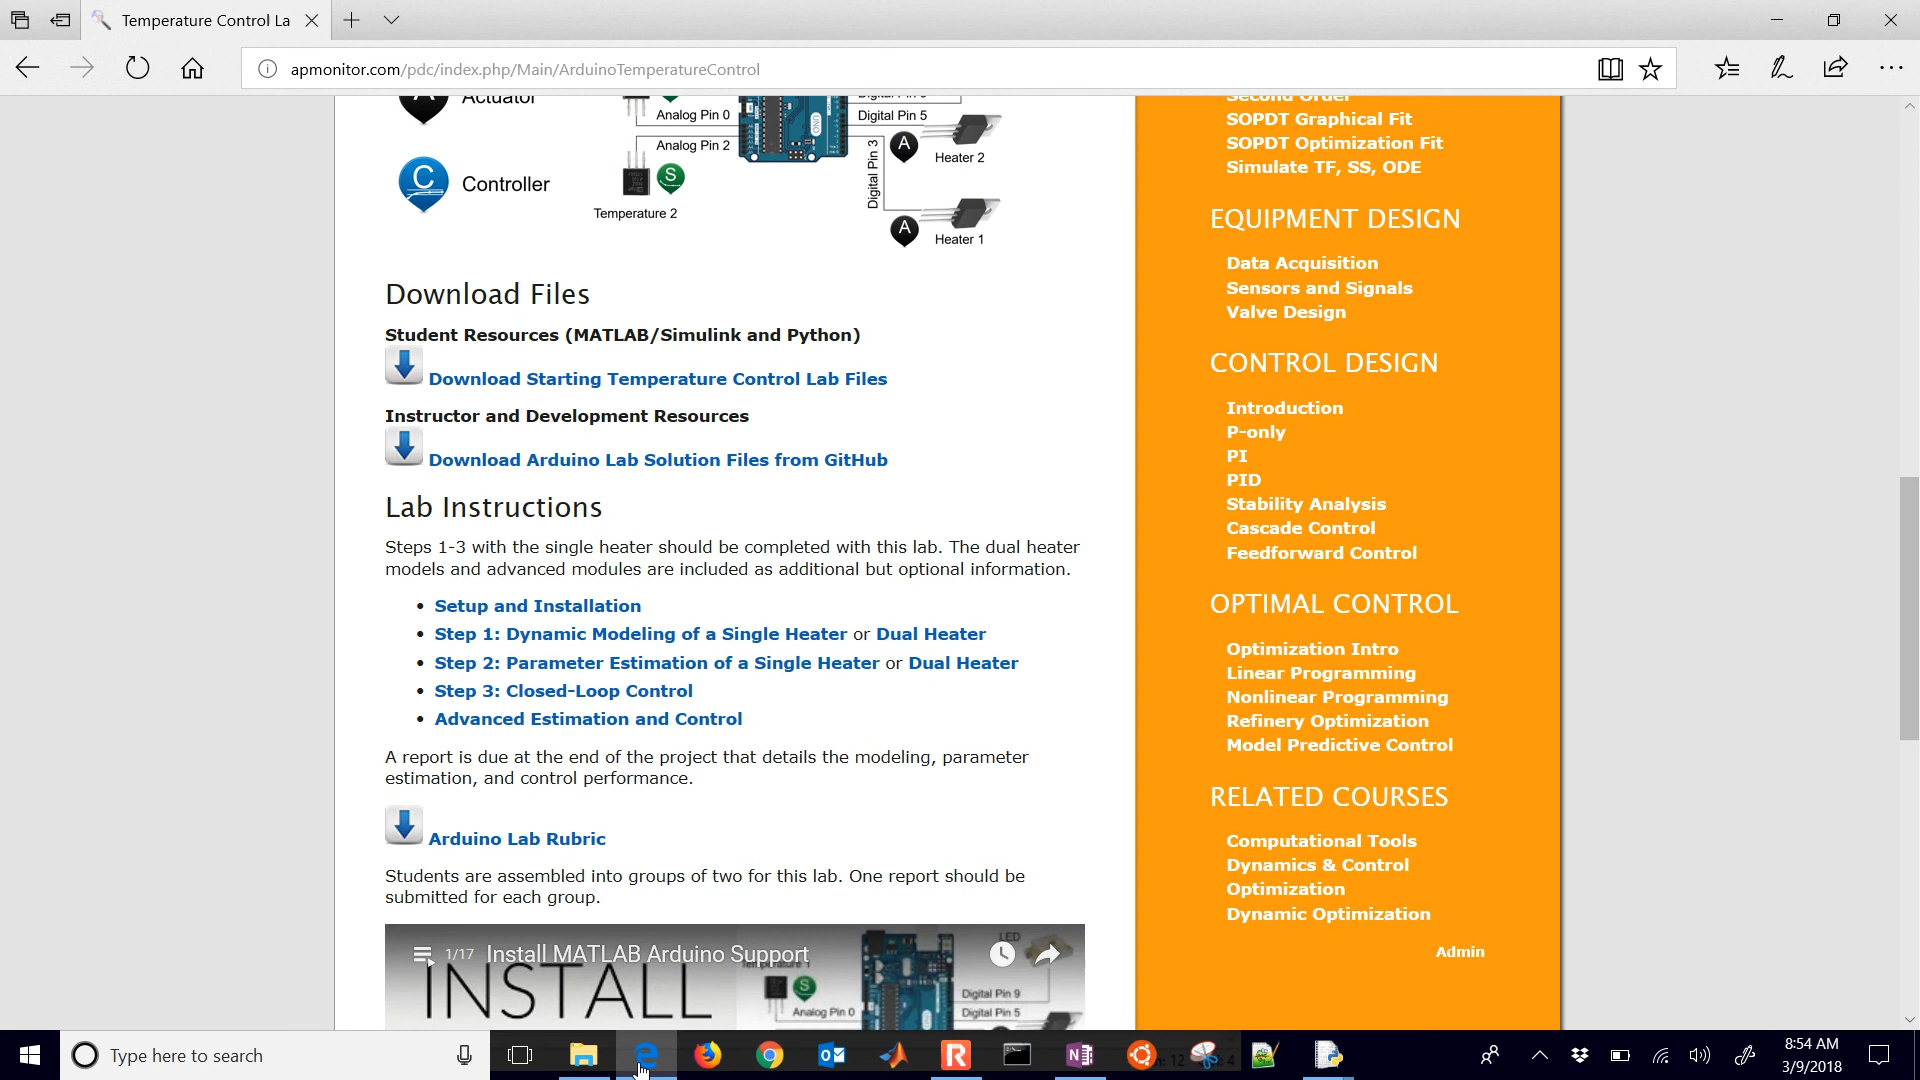 Temperature Control La
apmonitor.com/pdc/index.php/Main/ArduinoTemperatureControl
A Actuator
Analog Pin 0
Digital Pin 5
Analog Pin 2
UNO
A
Heater 2
Digital Pin 3
C Controller
S
Temperature 2
A
Heater 1
Download Files
Student Resources (MATLAB/Simulink and Python)
Download Starting Temperature Control Lab Files
Instructor and Development Resources
Download Arduino Lab Solution Files from GitHub
Lab Instructions
Steps 1-3 with the single heater should be completed with this lab. The dual heater
models and advanced modules are included as additional but optional information.
• Setup and Installation
• Step 1: Dynamic Modeling of a Single Heater or Dual Heater
• Step 2: Parameter Estimation of a Single Heater or Dual Heater
• Step 3: Closed-Loop Control
• Advanced Estimation and Control
A report is due at the end of the project that details the modeling, parameter
estimation, and control performance.
Arduino Lab Rubric
Students are assembled into groups of two for this lab. One report should be
submitted for each group.
1/17 Install MATLAB Arduino Support
LED
INSTALL
Temperature 1
S
Digital Pin 9
Analog Pin 0
Digital Pin 5
Second Order
SOPDT Graphical Fit
SOPDT Optimization Fit
Simulate TF, SS, ODE
EQUIPMENT DESIGN
Data Acquisition
Sensors and Signals
Valve Design
CONTROL DESIGN
Introduction
P-only
PI
PID
Stability Analysis
Cascade Control
Feedforward Control
OPTIMAL CONTROL
Optimization Intro
Linear Programming
Nonlinear Programming
Refinery Optimization
Model Predictive Control
RELATED COURSES
Computational Tools
Dynamics & Control
Optimization
Dynamic Optimization
Admin
Type here to search
8:54 AM
3/9/2018